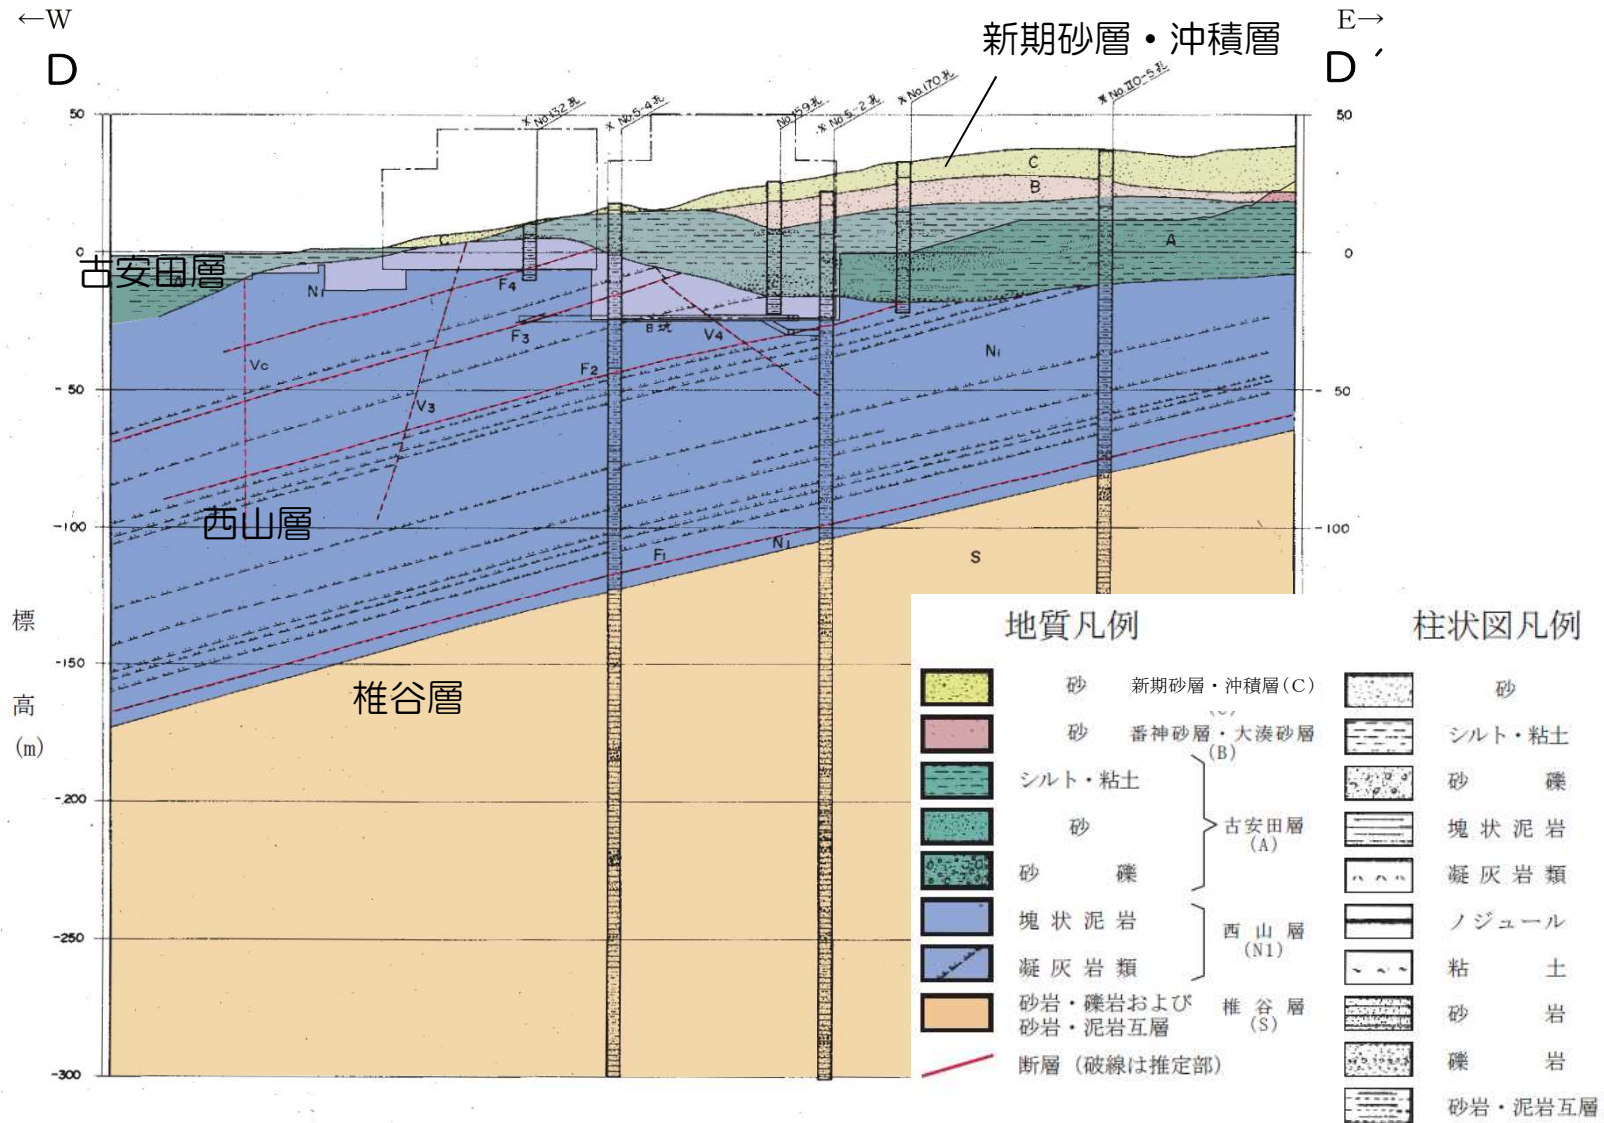 ←W
E→
D
D´
新期砂層・沖積層
※No.132孔
※No.5-4孔
No.159孔
※No.5-2孔
※No.170孔
※No.II0-5孔
50
50
0
0
-50
-50
-100
-100
-150
-200
-250
-300
標
高
(m)
C
B
A
C
古安田層
N1
F4
F3
B坑
V4
F2
Vc
V3
N1
西山層
F1
N1
S
椎谷層
地質凡例
砂 新期砂層・沖積層(C)
砂 番神砂層・大湊砂層
(B)
シルト・粘土
砂
古安田層
(A)
砂 礫
塊状泥岩
西山層
(N1)
凝灰岩類
砂岩・礫岩および
砂岩・泥岩互層
椎谷層
(S)
断層（破線は推定部）
柱状図凡例
砂
シルト・粘土
砂 礫
塊状泥岩
凝灰岩類
ノジュール
粘 土
砂 岩
礫 岩
砂岩・泥岩互層